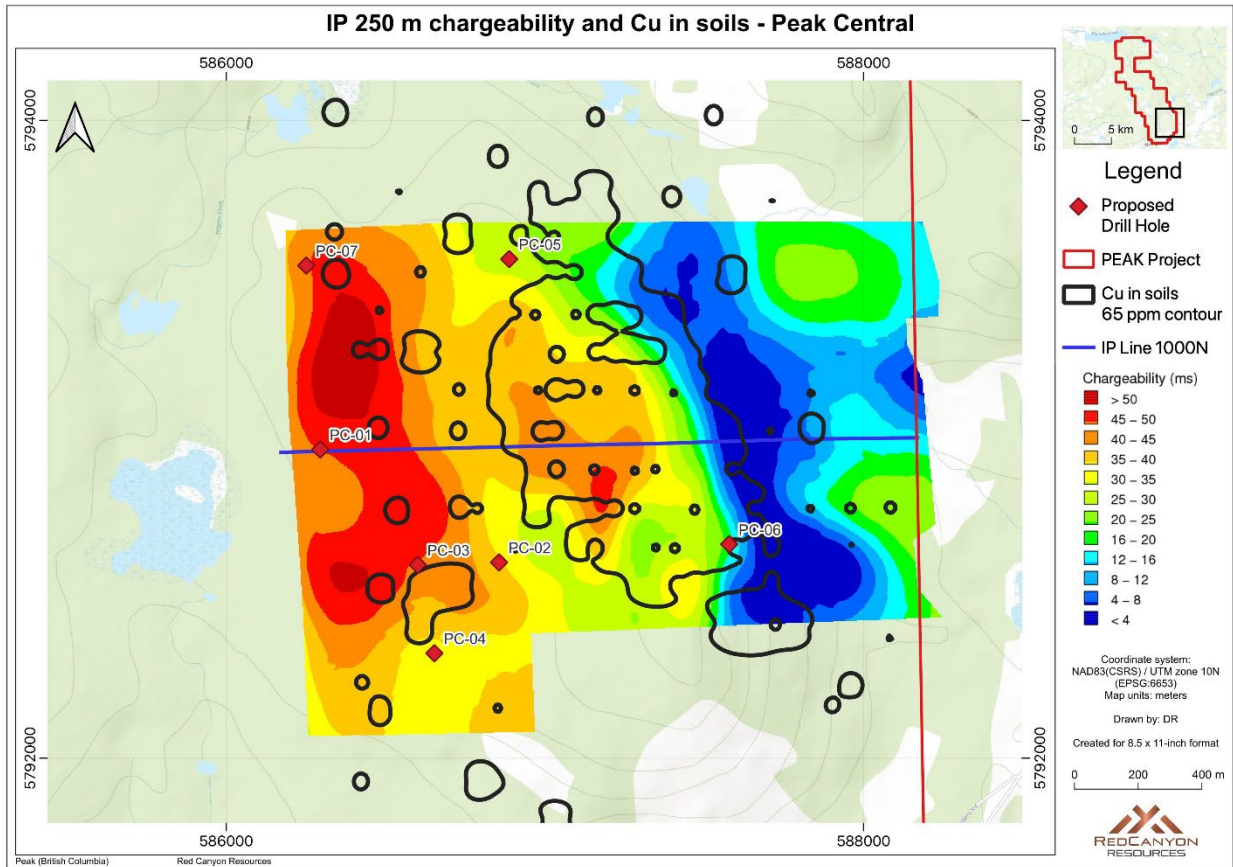 IP 250 m chargeability and Cu in soils - Peak Central
586000
588000
5794000
5794000
PC-07
PC-05
PC-01
PC-03
PC-02
PC-06
PC-04
5792000
5792000
586000
588000
0 5 km
Legend
Proposed
Drill Hole
PEAK Project
Cu in soils
65 ppm contour
IP Line 1000N
Chargeability (ms)
> 50
45 – 50
40 – 45
35 – 40
30 – 35
25 – 30
20 – 25
16 – 20
12 – 16
8 – 12
4 – 8
< 4
Coordinate system:
NAD83(CSRS) / UTM zone 10N
(EPSG:6653)
Map units: meters
Drawn by: DR
Created for 8.5 x 11-inch format
0 200 400 m
REDCANYON
RESOURCES
Peak (British Columbia) Red Canyon Resources